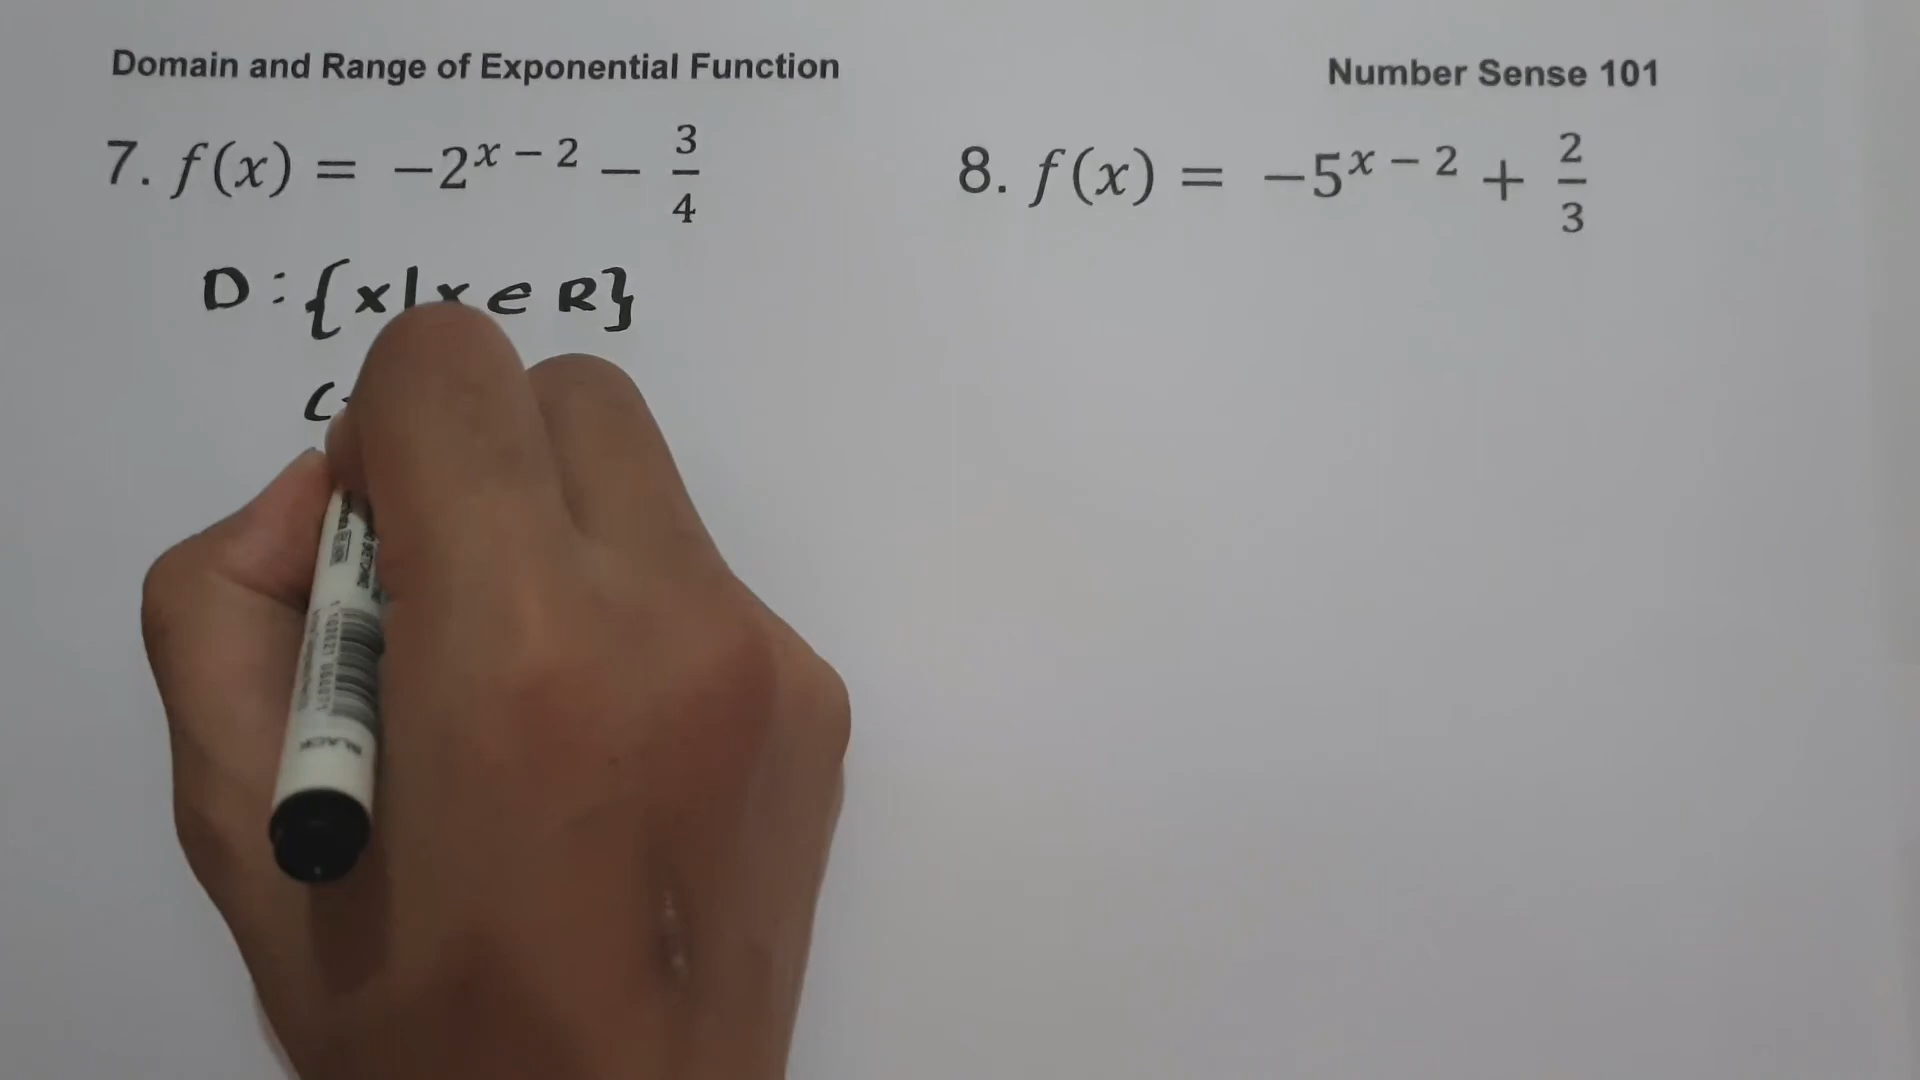 Domain and Range of Exponential Function
Number Sense 101
7. f(x) = −2^{x − 2} − 3/4
8. f(x) = −5^{x − 2} + 2/3
D : {x | x ∈ R}
(-
BLACK